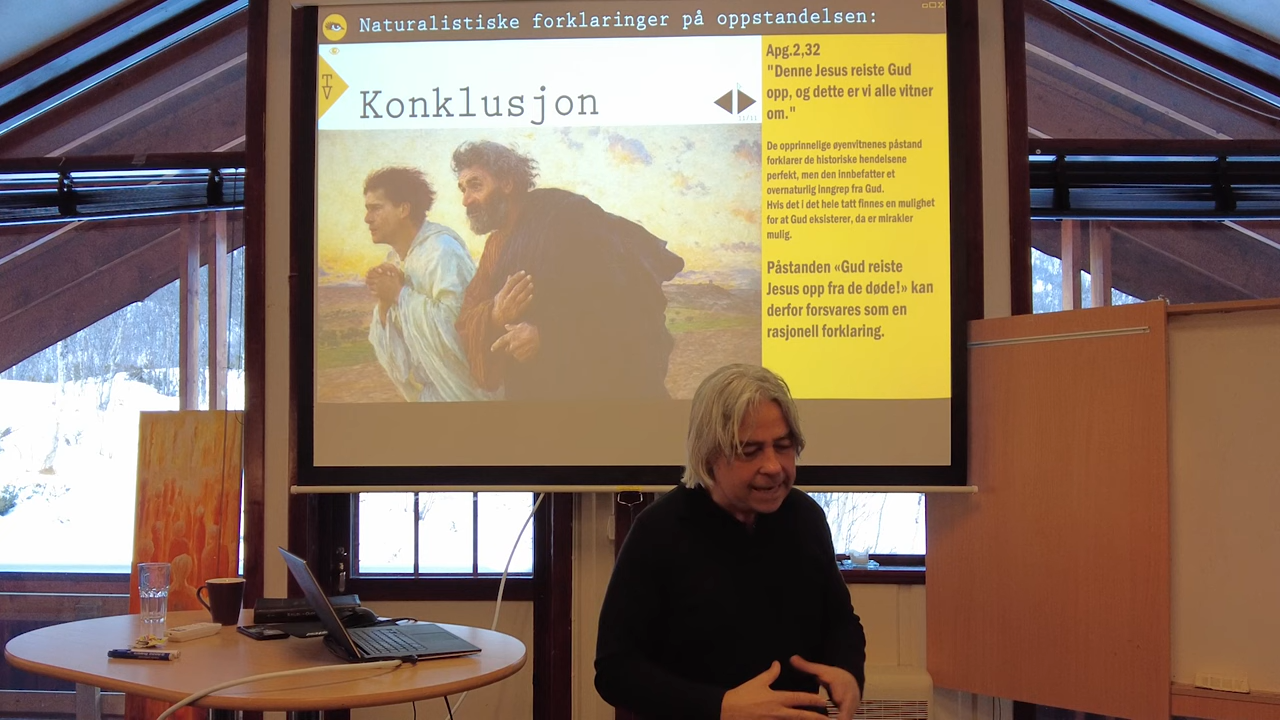 Naturalistiske forklaringer på oppstandelsen:
TV
Konklusjon
11/11
Apg.2,32
"Denne Jesus reiste Gud
opp, og dette er vi alle vitner
om."
De opprinnelige øyenvitnenes påstand
forklarer de historiske hendelsene
perfekt, men den innbefatter et
overnaturlig inngrep fra Gud.
Hvis det i det hele tatt finnes en mulighet
for at Gud eksisterer, da er mirakler
mulig.
Påstanden «Gud reiste
Jesus opp fra de døde!» kan
derfor forsvares som en
rasjonell forklaring.